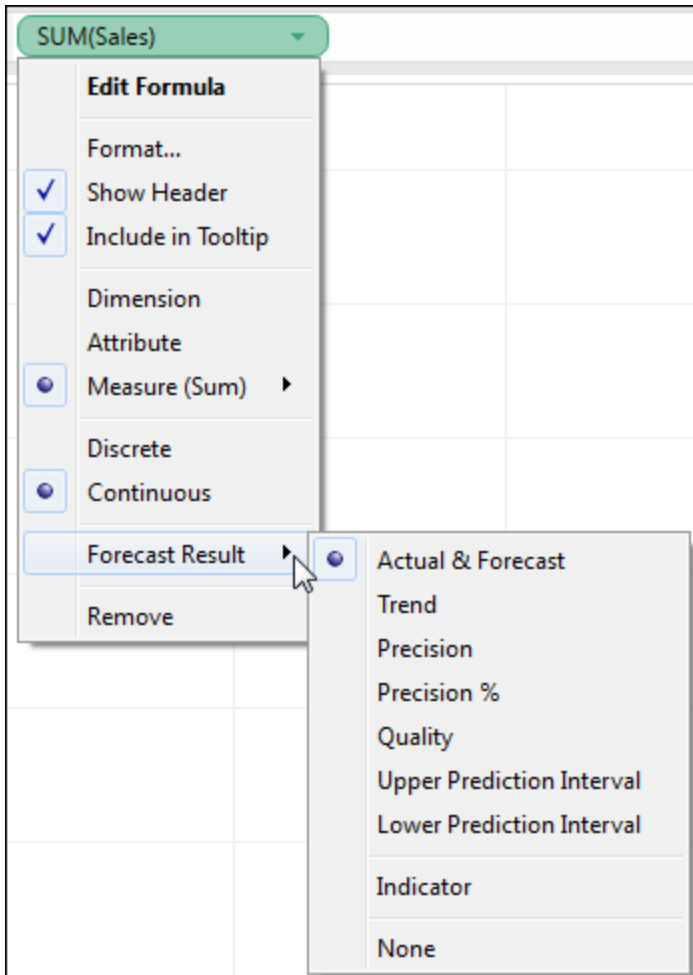 SUM(Sales)
Edit Formula
Format...
Show Header
Include in Tooltip
Dimension
Attribute
Measure (Sum)
Discrete
Continuous
Forecast Result
Remove
Actual & Forecast
Trend
Precision
Precision %
Quality
Upper Prediction Interval
Lower Prediction Interval
Indicator
None